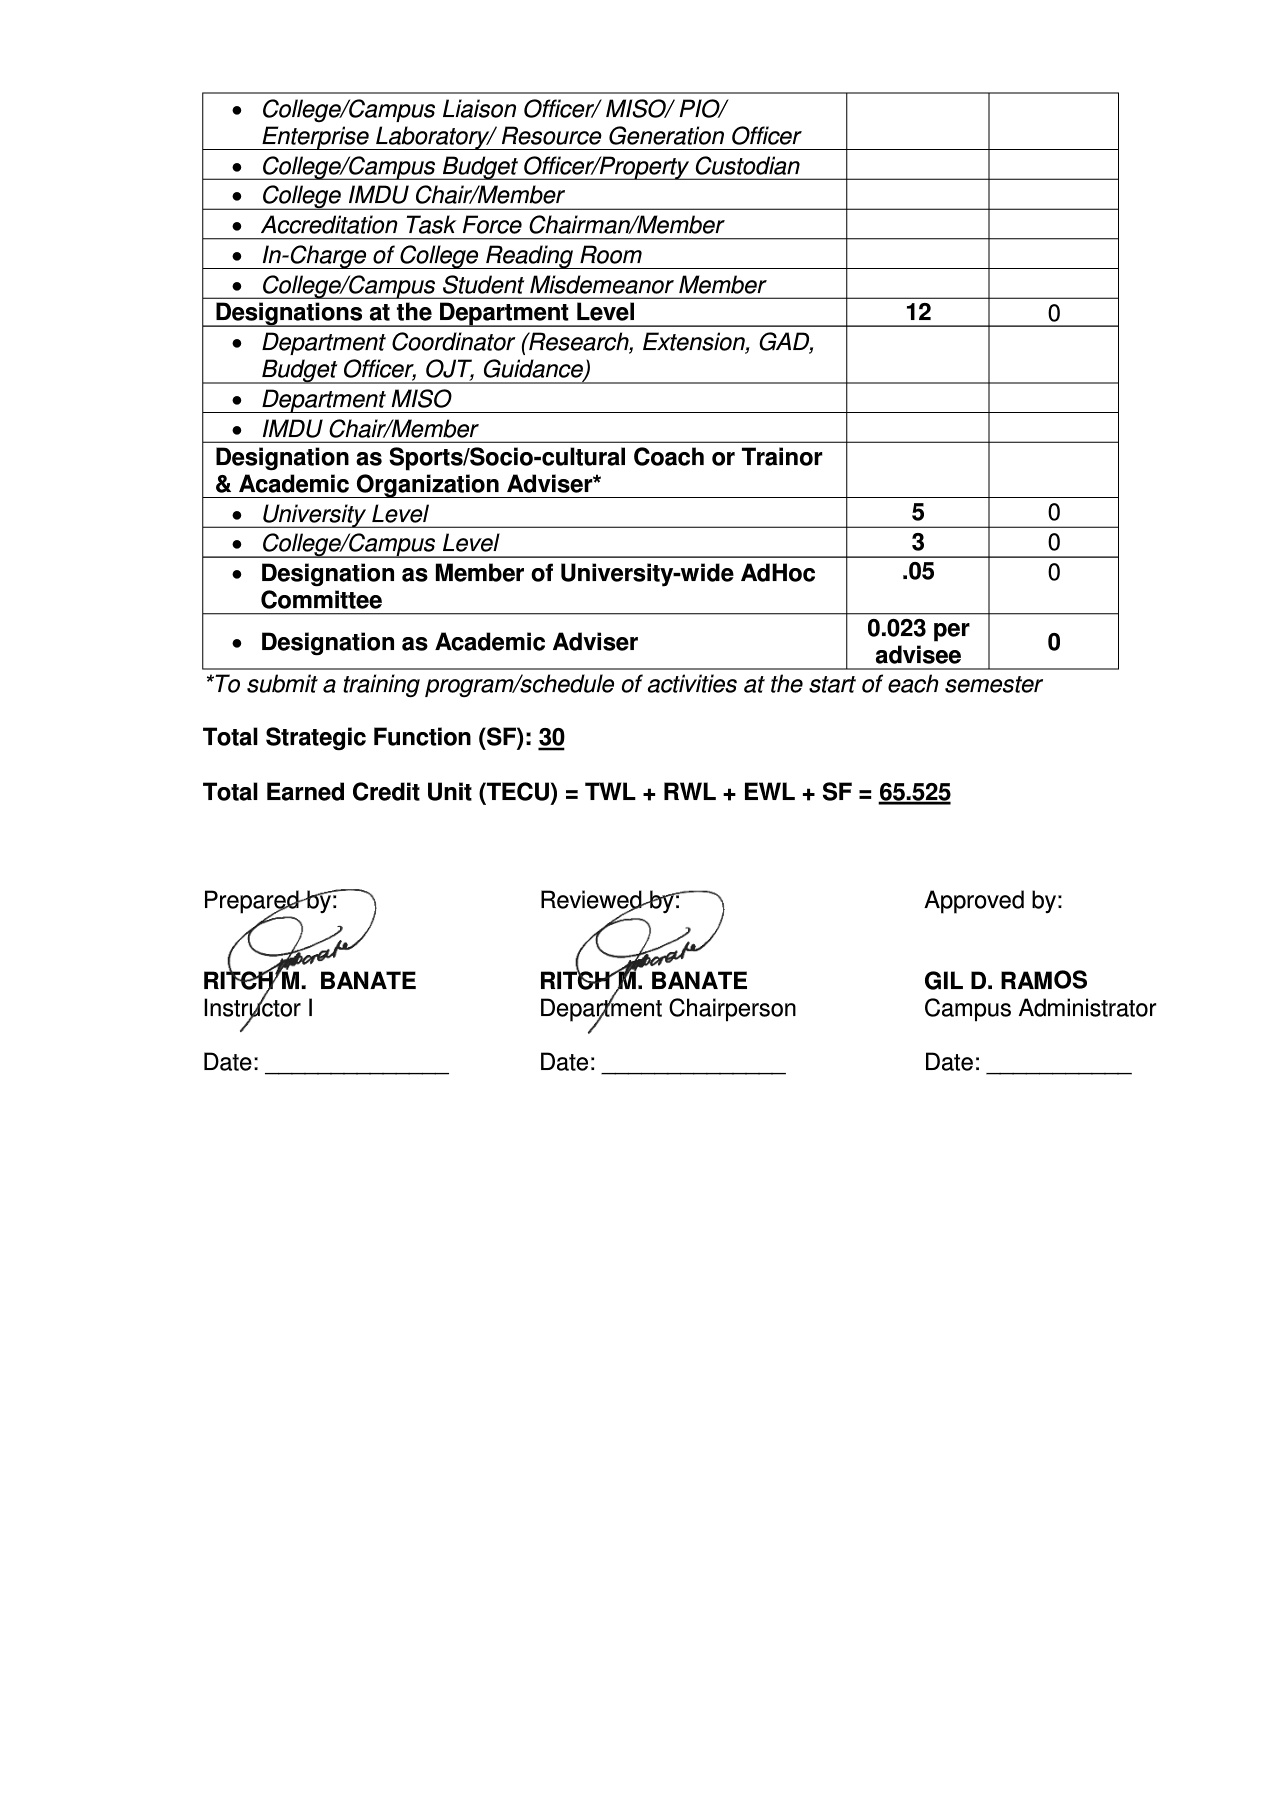 • College/Campus Liaison Officer/ MISO/ PIO/
Enterprise Laboratory/ Resource Generation Officer
• College/Campus Budget Officer/Property Custodian
• College IMDU Chair/Member
• Accreditation Task Force Chairman/Member
• In-Charge of College Reading Room
• College/Campus Student Misdemeanor Member
Designations at the Department Level 12 0
• Department Coordinator (Research, Extension, GAD,
Budget Officer, OJT, Guidance)
• Department MISO
• IMDU Chair/Member
Designation as Sports/Socio-cultural Coach or Trainor
& Academic Organization Adviser*
• University Level 5 0
• College/Campus Level 3 0
• Designation as Member of University-wide AdHoc .05 0
Committee
• Designation as Academic Adviser 0.023 per advisee 0
*To submit a training program/schedule of activities at the start of each semester
Total Strategic Function (SF): 30
Total Earned Credit Unit (TECU) = TWL + RWL + EWL + SF = 65.525
Prepared by: Reviewed by: Approved by:
RITCH M. BANATE RITCH M. BANATE GIL D. RAMOS
Instructor I Department Chairperson Campus Administrator
Date: ______________ Date: ______________ Date: ___________